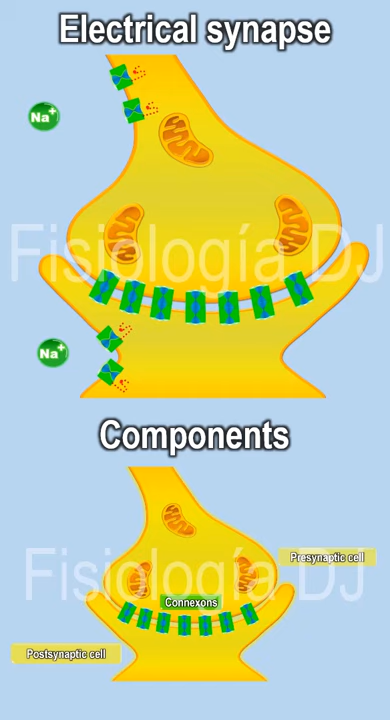 Electrical synapse
Na+
Fisiología DJ
Na+
Components
Presynaptic cell
Fisiología DJ
Connexons
Postsynaptic cell